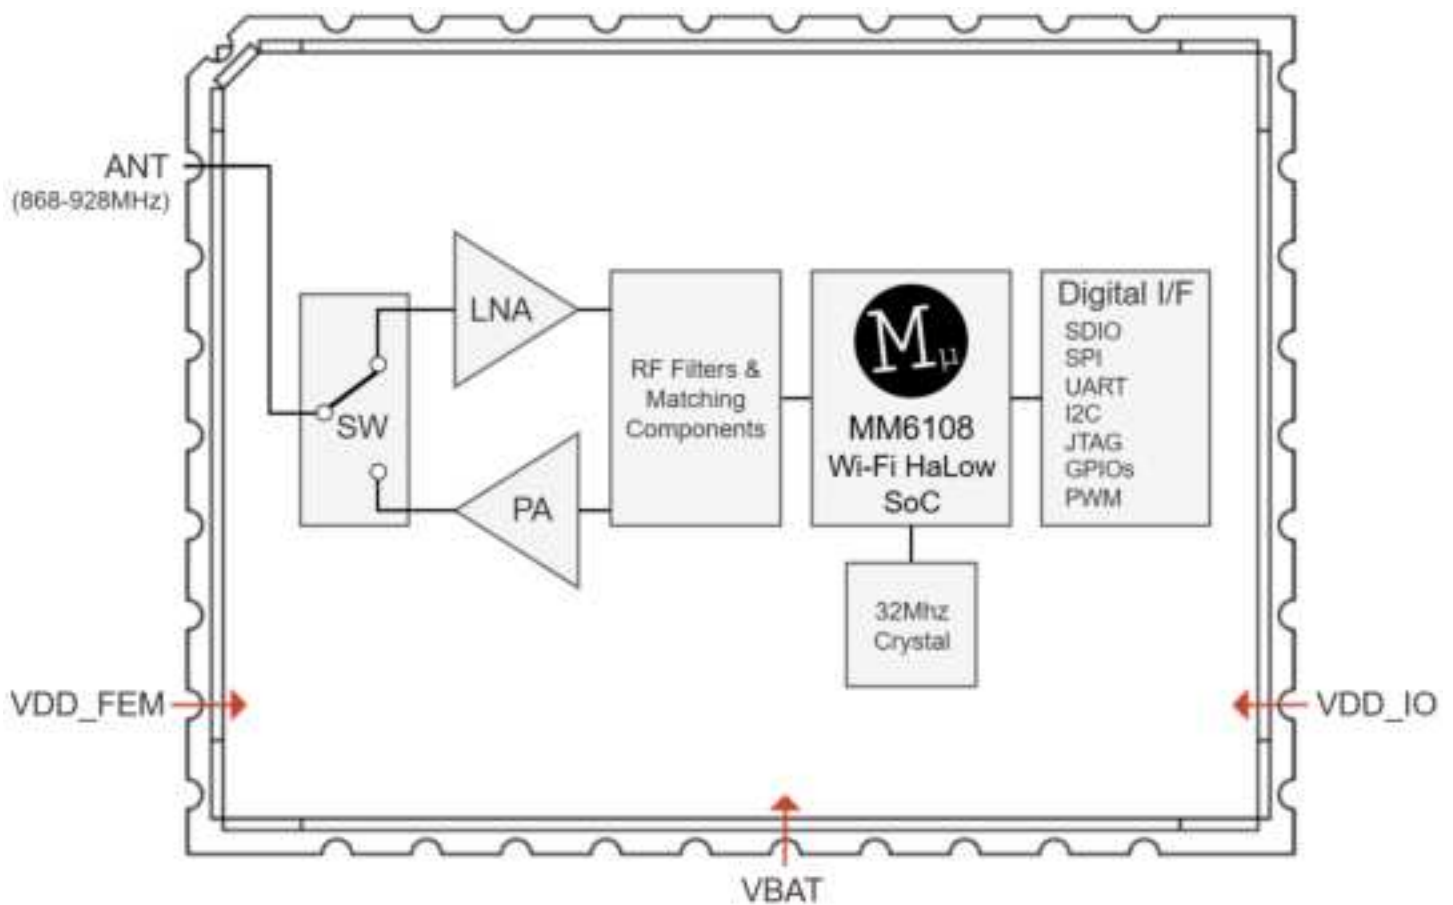 ANT
(868-928MHz)
LNA
SW
PA
RF Filters &
Matching
Components
Mμ
MM6108
Wi-Fi HaLow
SoC
Digital I/F
SDIO
SPI
UART
I2C
JTAG
GPIOs
PWM
32Mhz
Crystal
VDD_FEM
VDD_IO
VBAT